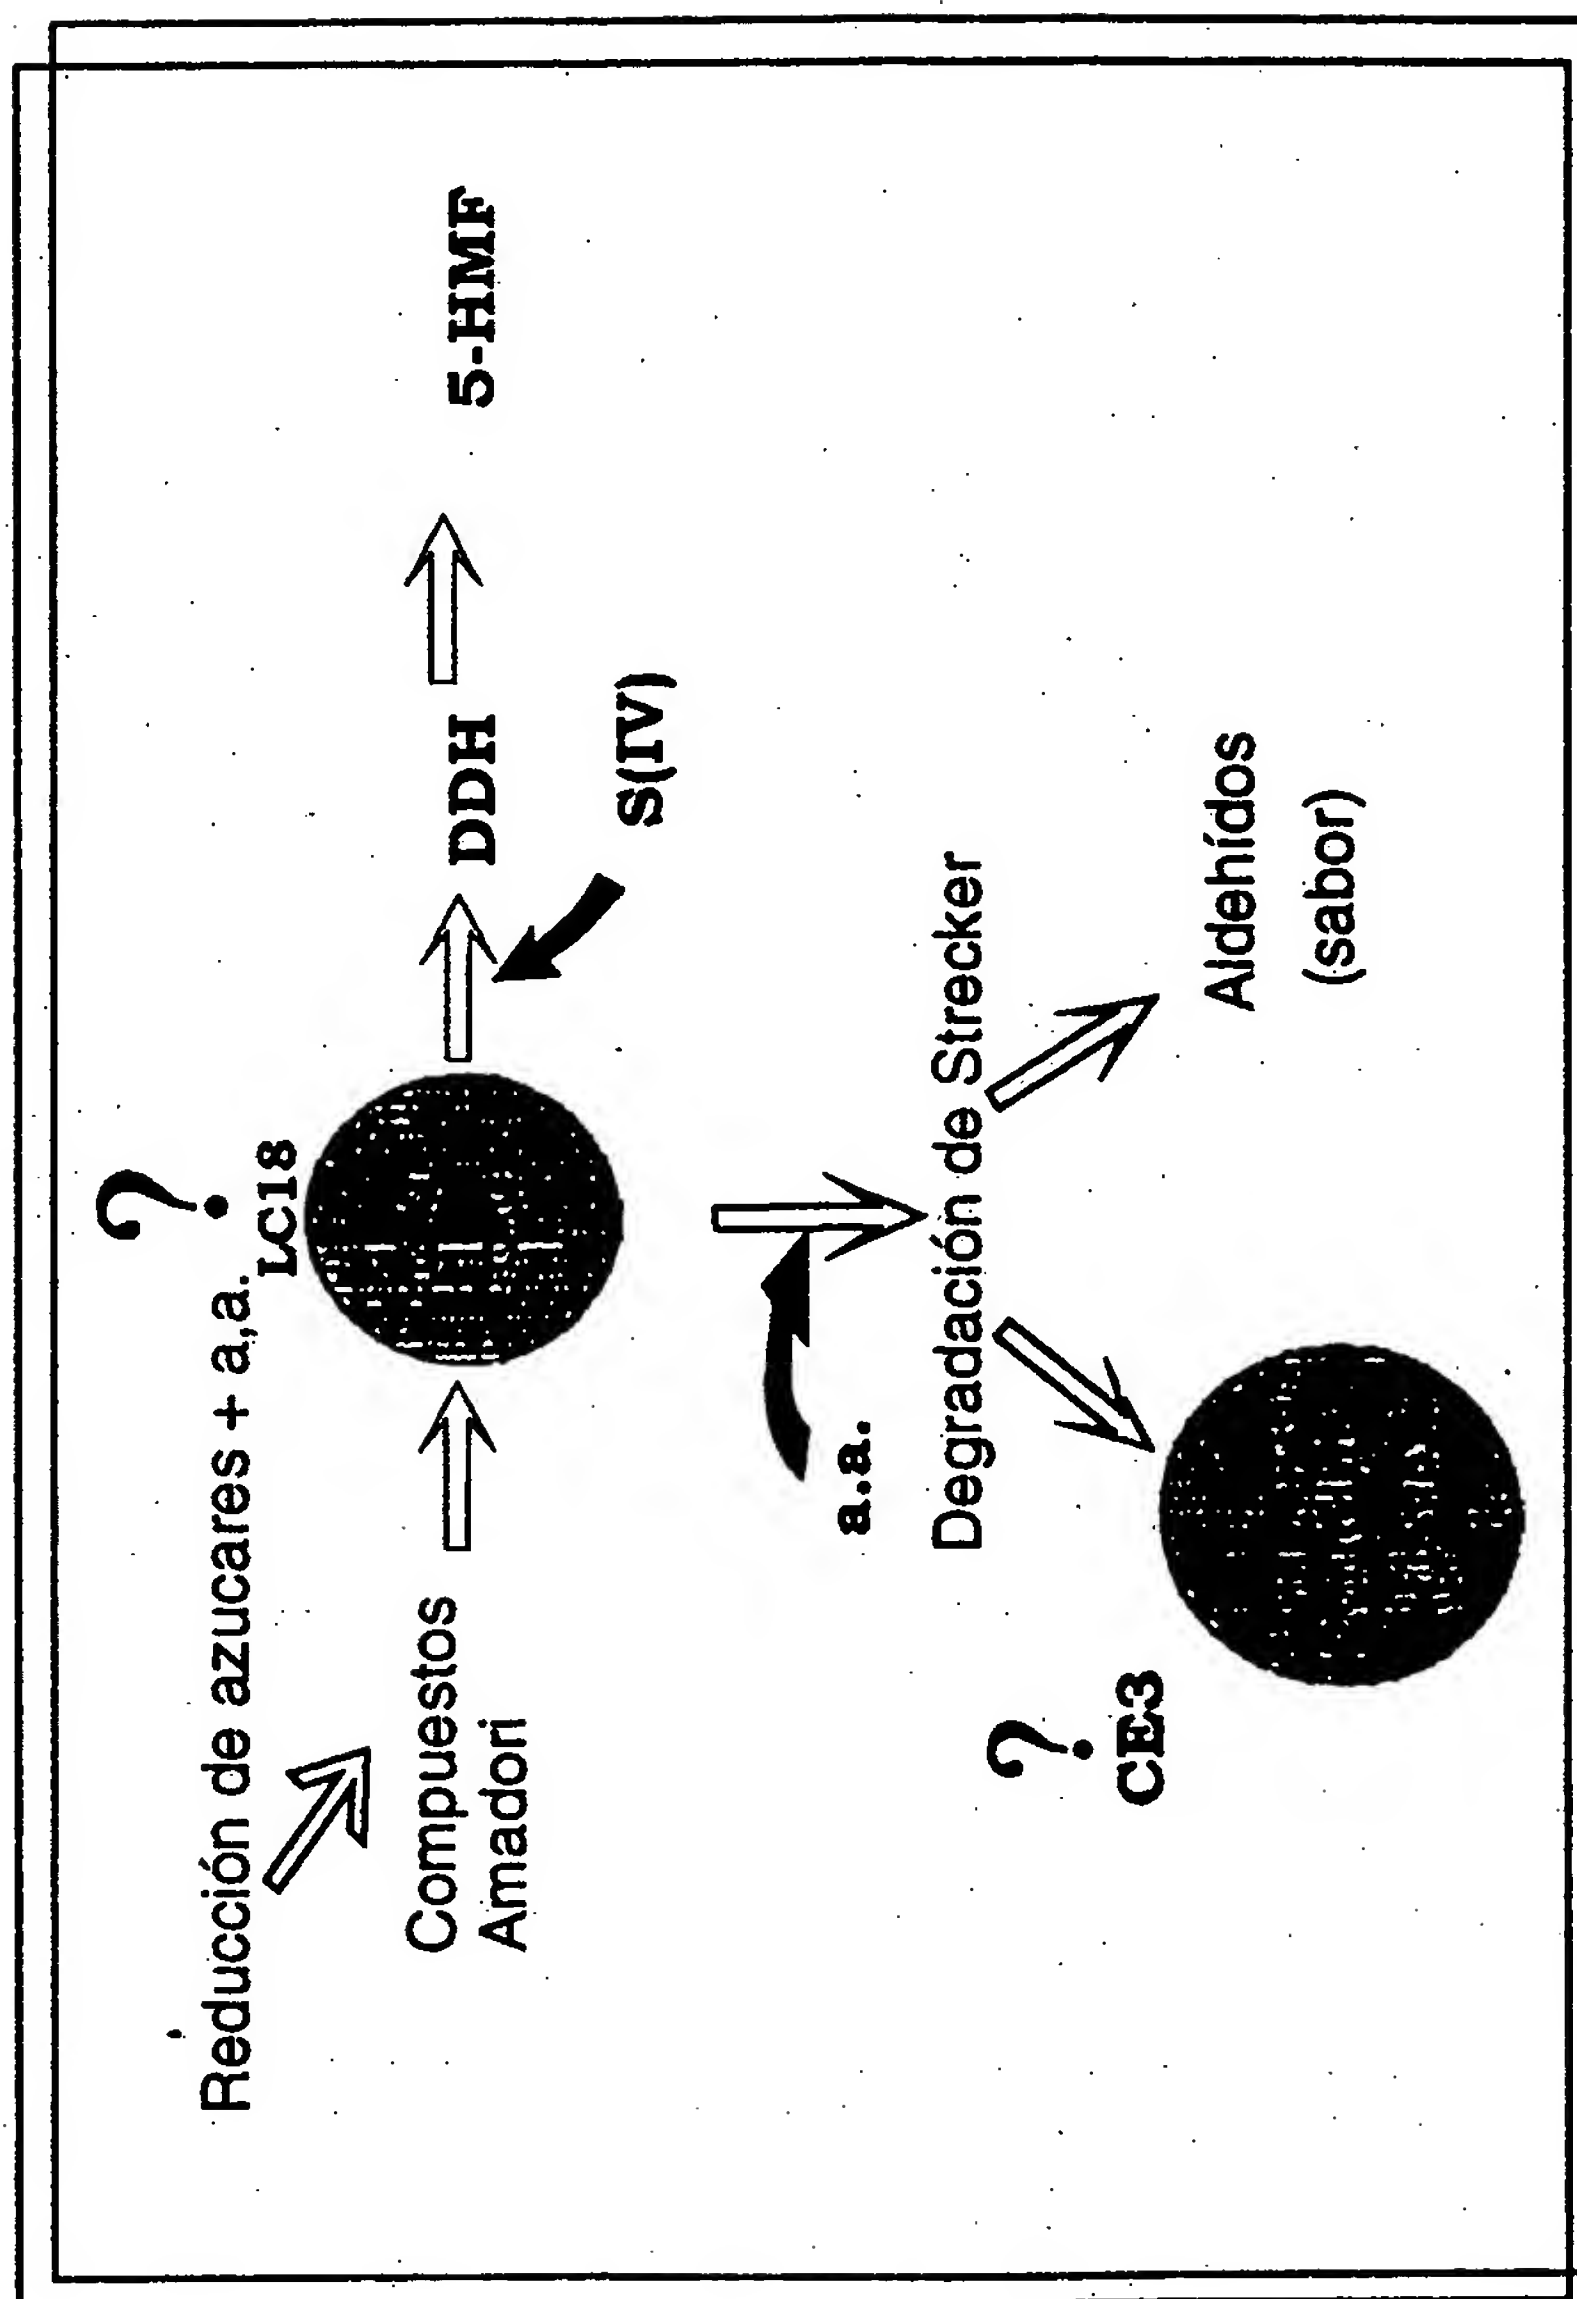 Reducción de azucares + a,a.
?
LC18
Compuestos
Amadori
DDH
5-HMF
S(IV)
a.a.
Degradación de Strecker
?
CE3
Aldehídos
(sabor)